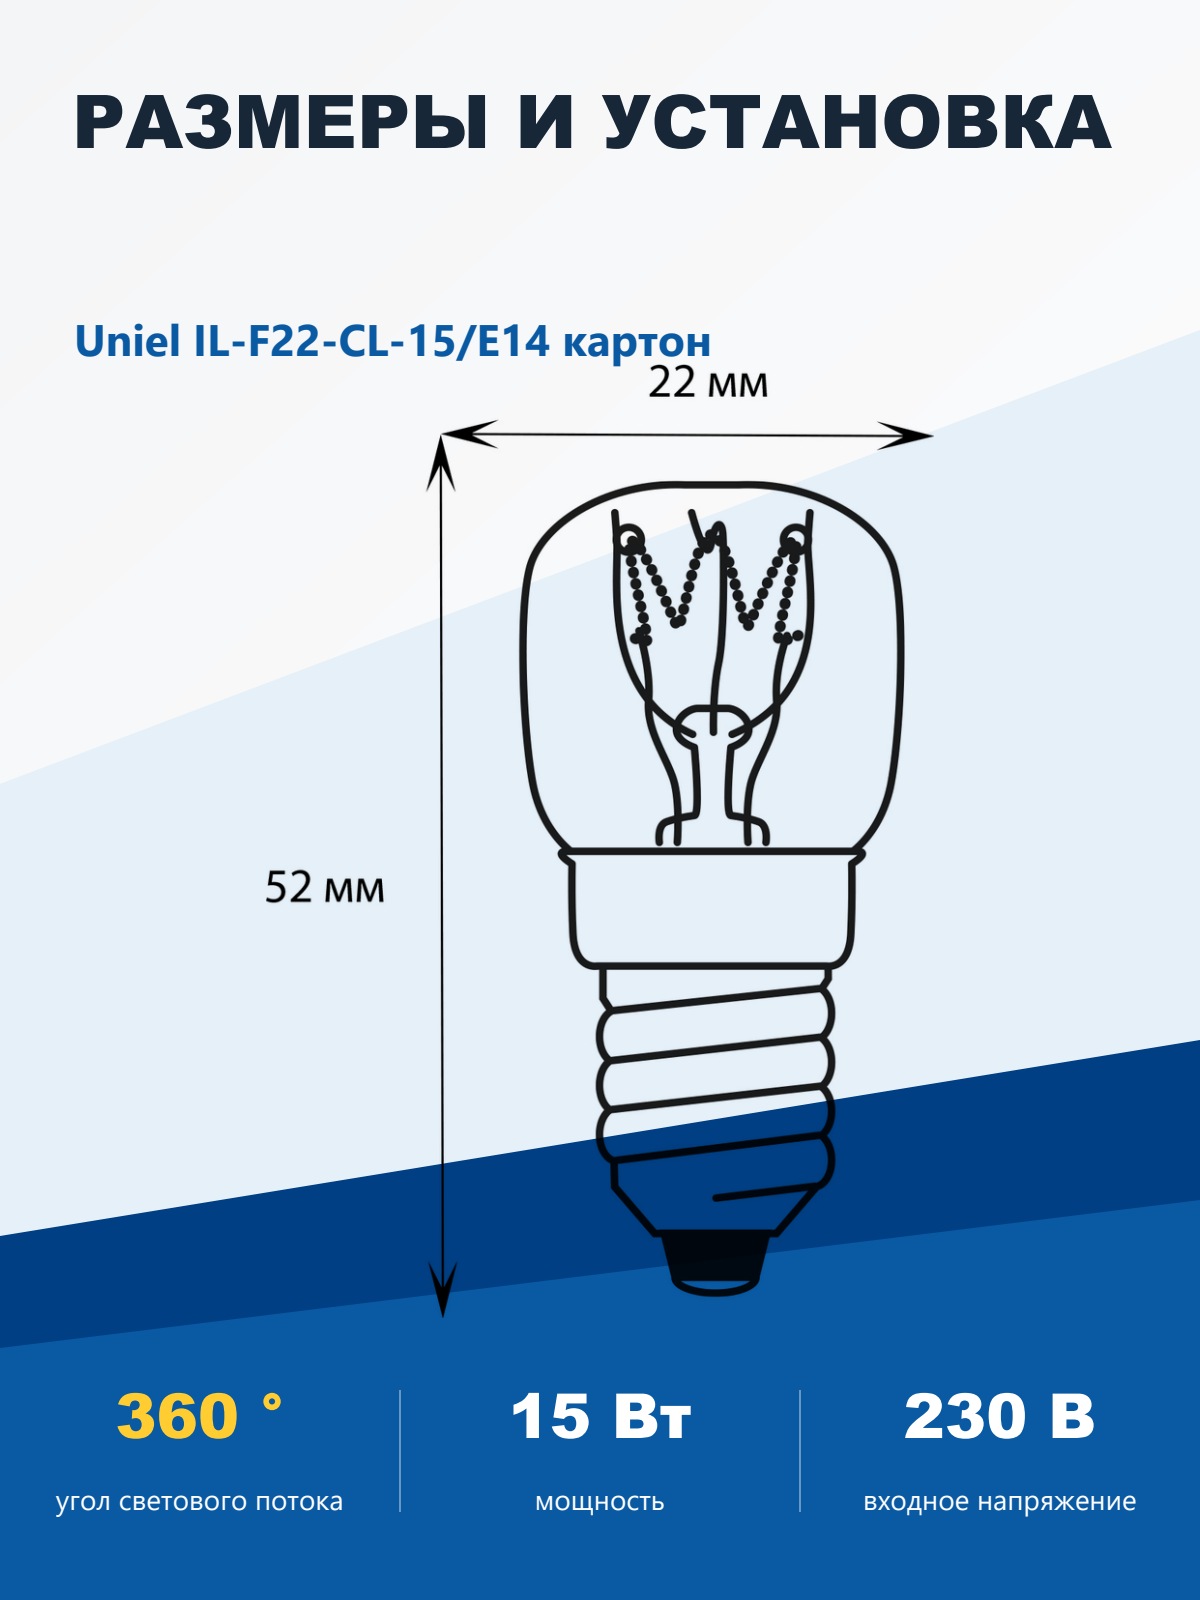 РАЗМЕРЫ И УСТАНОВКА
Uniel IL-F22-CL-15/E14 картон
22 мм
52 мм
360 °
15 Вт
230 В
угол светового потока
мощность
входное напряжение